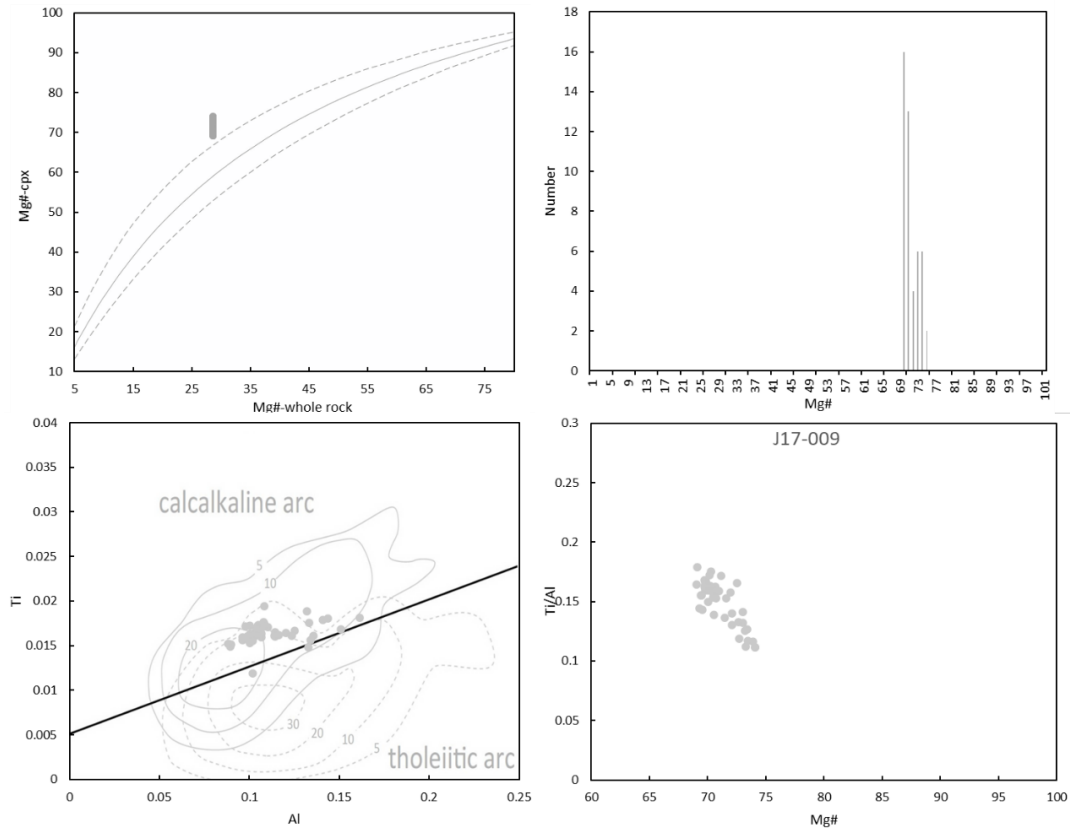 100
90
80
70
60
50
40
30
20
10
Mg#-cpx
5 15 25 35 45 55 65 75
Mg#-whole rock
18
16
14
12
10
8
6
4
2
0
Number
1 5 9 13 17 21 25 29 33 37 41 45 49 53 57 61 65 69 73 77 81 85 89 93 97 101
Mg#
0.04
0.035
0.03
0.025
0.02
0.015
0.01
0.005
0
Ti
calcalkaline arc
5
10
20
30
20
10
5
tholeiitic arc
0 0.05 0.1 0.15 0.2 0.25
Al
J17-009
0.3
0.25
0.2
0.15
0.1
0.05
0
Ti/Al
60 65 70 75 80 85 90 95 100
Mg#